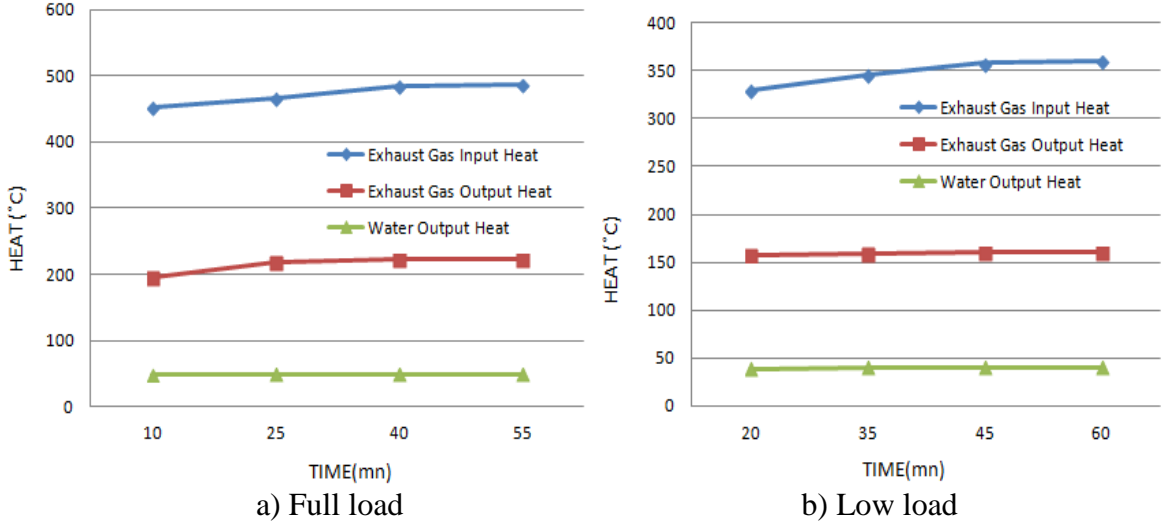 600
500
400
300
200
100
0
HEAT (˚C)
Exhaust Gas Input Heat
Exhaust Gas Output Heat
Water Output Heat
10 25 40 55
TIME(mn)
a) Full load
400
350
300
250
200
150
100
50
0
HEAT (˚C)
Exhaust Gas Input Heat
Exhaust Gas Output Heat
Water Output Heat
20 35 45 60
TIME(mn)
b) Low load